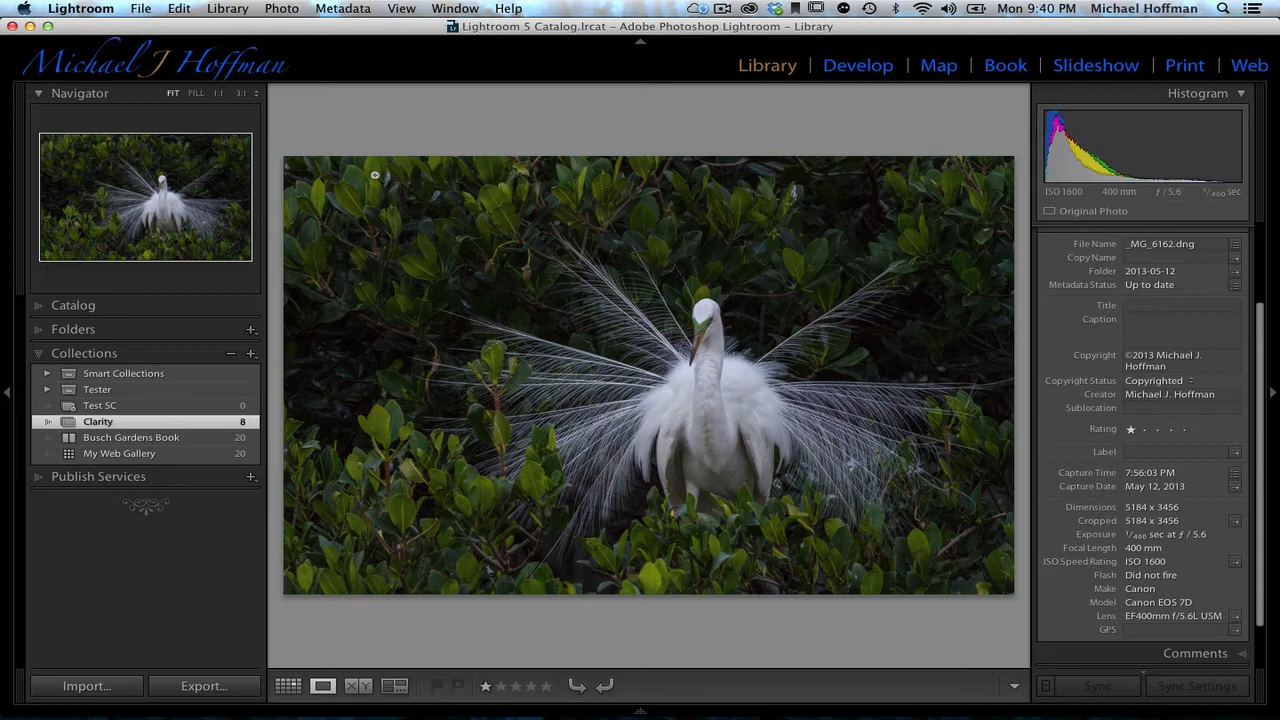 Lightroom File Edit Library Photo Metadata View Window Help Mon 9:40 PM Michael Hoffman
Lightroom 5 Catalog.lrcat – Adobe Photoshop Lightroom – Library
Michael J Hoffman
Library | Develop | Map | Book | Slideshow | Print | Web
Navigator FIT FILL 1:1 3:1
Catalog
Folders
Collections
Smart Collections
Tester
Test SC 0
Clarity 8
Busch Gardens Book 20
My Web Gallery 20
Publish Services
Import... Export...
Histogram
ISO 1600 400 mm ƒ / 5.6 1/400 sec
Original Photo
File Name _MG_6162.dng
Copy Name
Folder 2013-05-12
Metadata Status Up to date
Title
Caption
Copyright ©2013 Michael J.
Hoffman
Copyright Status Copyrighted
Creator Michael J. Hoffman
Sublocation
Rating
Label
Capture Time 7:56:03 PM
Capture Date May 12, 2013
Dimensions 5184 x 3456
Cropped 5184 x 3456
Exposure 1/400 sec at ƒ / 5.6
Focal Length 400 mm
ISO Speed Rating ISO 1600
Flash Did not fire
Make Canon
Model Canon EOS 7D
Lens EF400mm f/5.6L USM
GPS
Comments
XY
Sync Sync Settings